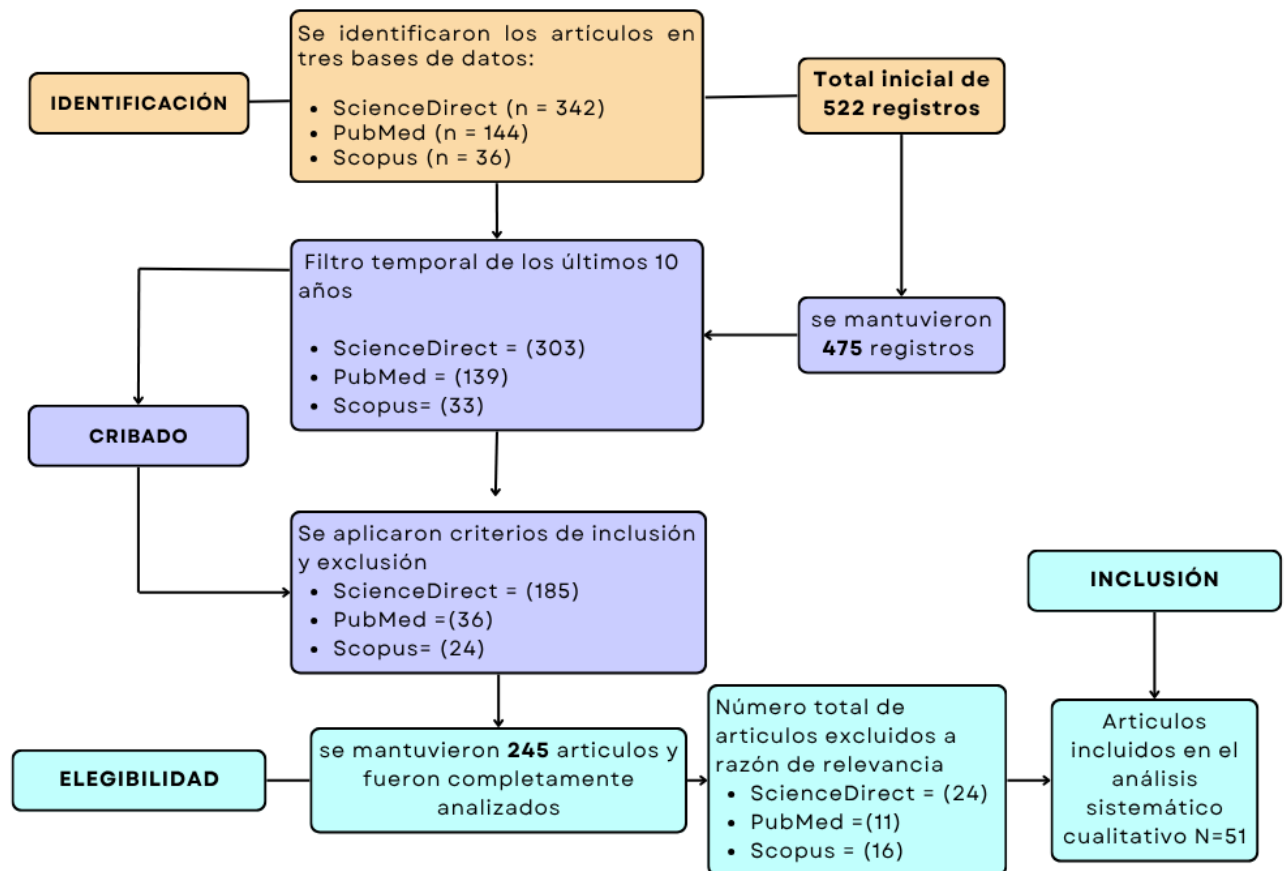 IDENTIFICACIÓN
Se identificaron los artículos en
tres bases de datos:
• ScienceDirect (n = 342)
• PubMed (n = 144)
• Scopus (n = 36)
Total inicial de
522 registros
Filtro temporal de los últimos 10
años
• ScienceDirect = (303)
• PubMed = (139)
• Scopus= (33)
se mantuvieron
475 registros
CRIBADO
Se aplicaron criterios de inclusión
y exclusión
• ScienceDirect = (185)
• PubMed =(36)
• Scopus= (24)
INCLUSIÓN
ELEGIBILIDAD
se mantuvieron 245 articulos y
fueron completamente
analizados
Número total de
articulos excluidos a
razón de relevancia
• ScienceDirect = (24)
• PubMed =(11)
• Scopus = (16)
Articulos
incluidos en el
análisis
sistemático
cualitativo N=51